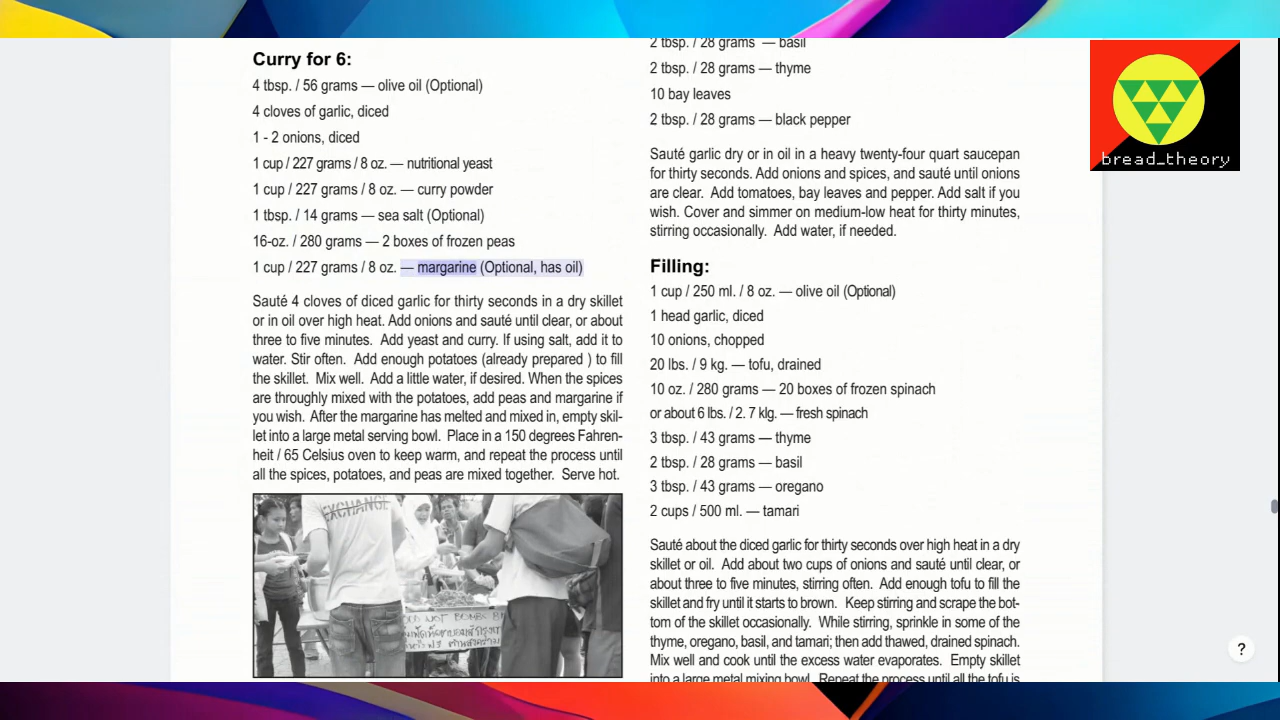 Curry for 6:
4 tbsp. / 56 grams — olive oil (Optional)
4 cloves of garlic, diced
1 - 2 onions, diced
1 cup / 227 grams / 8 oz. — nutritional yeast
1 cup / 227 grams / 8 oz. — curry powder
1 tbsp. / 14 grams — sea salt (Optional)
16-oz. / 280 grams — 2 boxes of frozen peas
1 cup / 227 grams / 8 oz. — margarine (Optional, has oil)
Sauté 4 cloves of diced garlic for thirty seconds in a dry skillet
or in oil over high heat. Add onions and sauté until clear, or about
three to five minutes. Add yeast and curry. If using salt, add it to
water. Stir often. Add enough potatoes (already prepared ) to fill
the skillet. Mix well. Add a little water, if desired. When the spices
are throughly mixed with the potatoes, add peas and margarine if
you wish. After the margarine has melted and mixed in, empty skil-
let into a large metal serving bowl. Place in a 150 degrees Fahren-
heit / 65 Celsius oven to keep warm, and repeat the process until
all the spices, potatoes, and peas are mixed together. Serve hot.
EXCHANGE
NOT BOMBS
2 tbsp. / 28 grams — basil
2 tbsp. / 28 grams — thyme
10 bay leaves
2 tbsp. / 28 grams — black pepper
Sauté garlic dry or in oil in a heavy twenty-four quart saucepan
for thirty seconds. Add onions and spices, and sauté until onions
are clear. Add tomatoes, bay leaves and pepper. Add salt if you
wish. Cover and simmer on medium-low heat for thirty minutes,
stirring occasionally. Add water, if needed.
Filling:
1 cup / 250 ml. / 8 oz. — olive oil (Optional)
1 head garlic, diced
10 onions, chopped
20 lbs. / 9 kg. — tofu, drained
10 oz. / 280 grams — 20 boxes of frozen spinach
or about 6 lbs. / 2. 7 klg. — fresh spinach
3 tbsp. / 43 grams — thyme
2 tbsp. / 28 grams — basil
3 tbsp. / 43 grams — oregano
2 cups / 500 ml. — tamari
Sauté about the diced garlic for thirty seconds over high heat in a dry
skillet or oil. Add about two cups of onions and sauté until clear, or
about three to five minutes, stirring often. Add enough tofu to fill the
skillet and fry until it starts to brown. Keep stirring and scrape the bot-
tom of the skillet occasionally. While stirring, sprinkle in some of the
thyme, oregano, basil, and tamari; then add thawed, drained spinach.
Mix well and cook until the excess water evaporates. Empty skillet
into a large metal mixing bowl. Repeat the process until all the tofu is
bread_theory
?